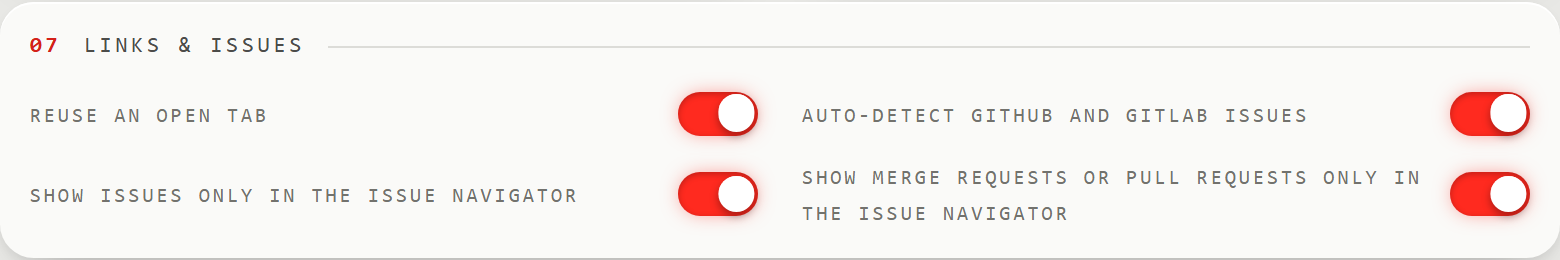 07 LINKS & ISSUES
REUSE AN OPEN TAB
AUTO-DETECT GITHUB AND GITLAB ISSUES
SHOW ISSUES ONLY IN THE ISSUE NAVIGATOR
SHOW MERGE REQUESTS OR PULL REQUESTS ONLY IN
THE ISSUE NAVIGATOR